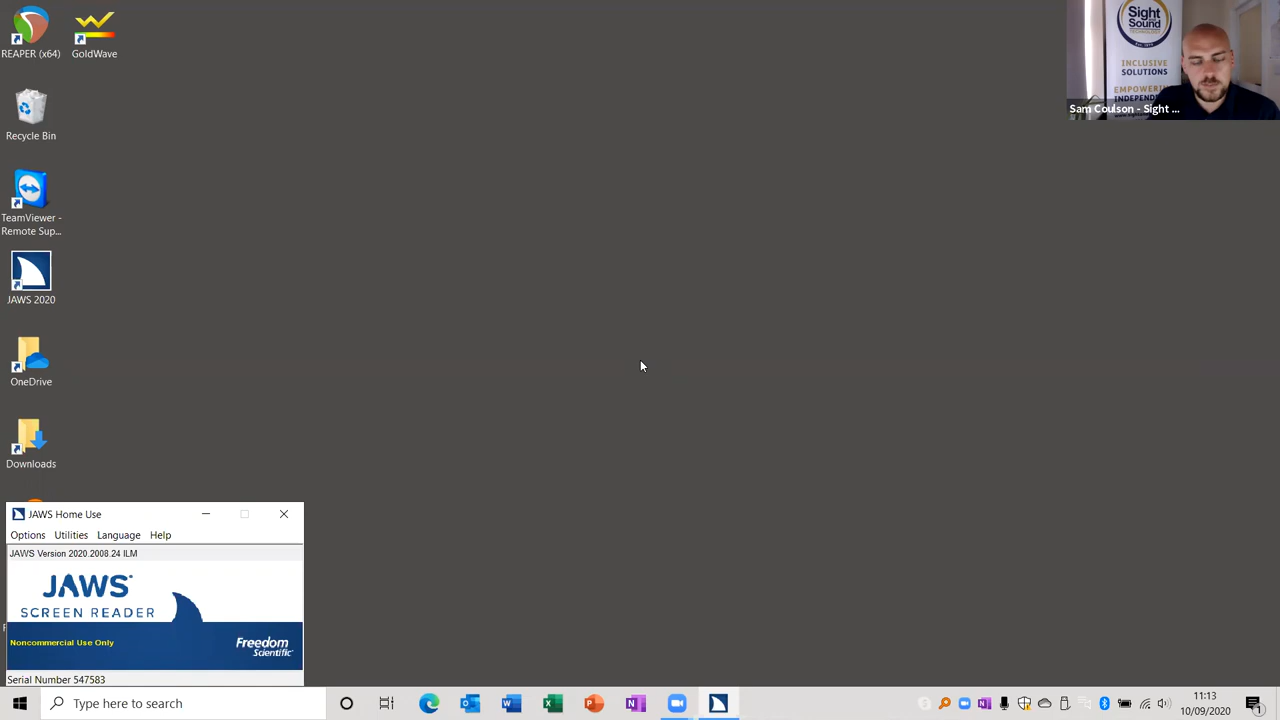 REAPER (x64)
GoldWave
Recycle Bin
TeamViewer -
Remote Sup...
JAWS 2020
OneDrive
Downloads
JAWS Home Use
Options Utilities Language Help
JAWS Version 2020.2008.24 ILM
JAWS
SCREEN READER
Noncommercial Use Only
Freedom
Scientific
Serial Number 547583
Type here to search
11:13
10/09/2020
1
Sight
Sound
TECHNOLOGY
INCLUSIVE
SOLUTIONS
Sam Coulson - Sight ...